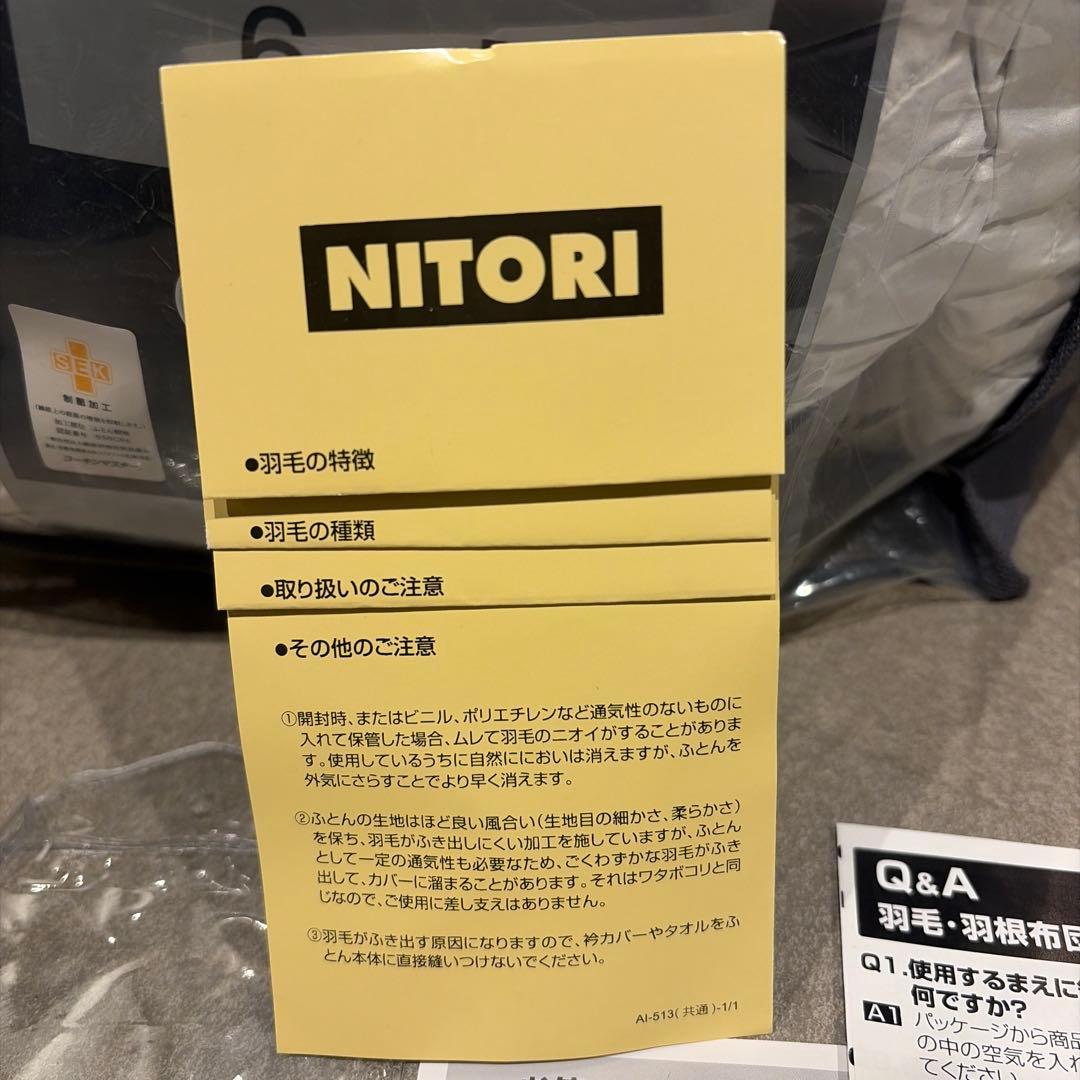 6
NITORI
●羽毛の特徴
●羽毛の種類
●取り扱いのご注意
●その他のご注意
①開封時、またはビニル、ポリエチレンなど通気性のないものに
入れて保管した場合、ムレて羽毛のニオイがすることがありま
す。使用しているうちに自然ににおいは消えますが、ふとんを
外気にさらすことでより早く消えます。
②ふとんの生地はほど良い風合い(生地目の細かさ、柔らかさ)
を保ち、羽毛がふき出しにくい加工を施していますが、ふとん
として一定の通気性も必要なため、ごくわずかな羽毛がふき
出して、カバーに溜まることがあります。それはワタボコリと同
じなので、ご使用に差し支えはありません。
③羽毛がふき出す原因になりますので、衿カバーやタオルをふ
とん本体に直接縫いつけないでください。
AI-513(共通)-1/1
SEK
制菌加工
Q&A
羽毛・羽根布団
Q1.使用するまえに
何ですか?
A1 パッケージから商品
の中の空気を入れ
てください